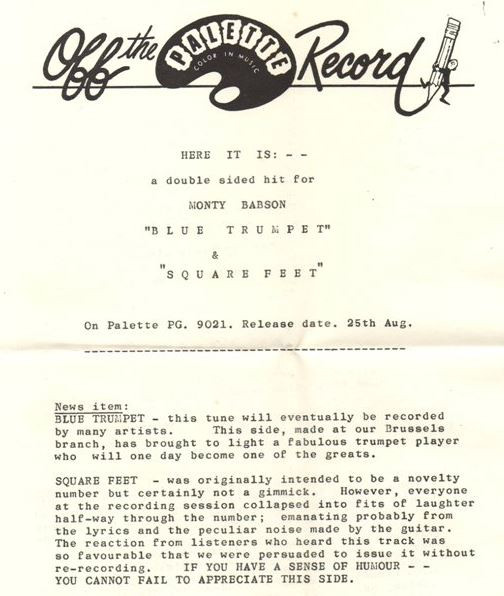 Off the PALETTE Record
COLOR IN MUSIC
HERE IT IS: - -
a double sided hit for
MONTY BABSON
"BLUE TRUMPET"
&
"SQUARE FEET"
On Palette PG. 9021. Release date. 25th Aug.
News item:
BLUE TRUMPET - this tune will eventually be recorded
by many artists. This side, made at our Brussels
branch, has brought to light a fabulous trumpet player
who will one day become one of the greats.
SQUARE FEET - was originally intended to be a novelty
number but certainly not a gimmick. However, everyone
at the recording session collapsed into fits of laughter
half-way through the number; emanating probably from
the lyrics and the peculiar noise made by the guitar.
The reaction from listeners who heard this track was
so favourable that we were persuaded to issue it without
re-recording. IF YOU HAVE A SENSE OF HUMOUR - -
YOU CANNOT FAIL TO APPRECIATE THIS SIDE.